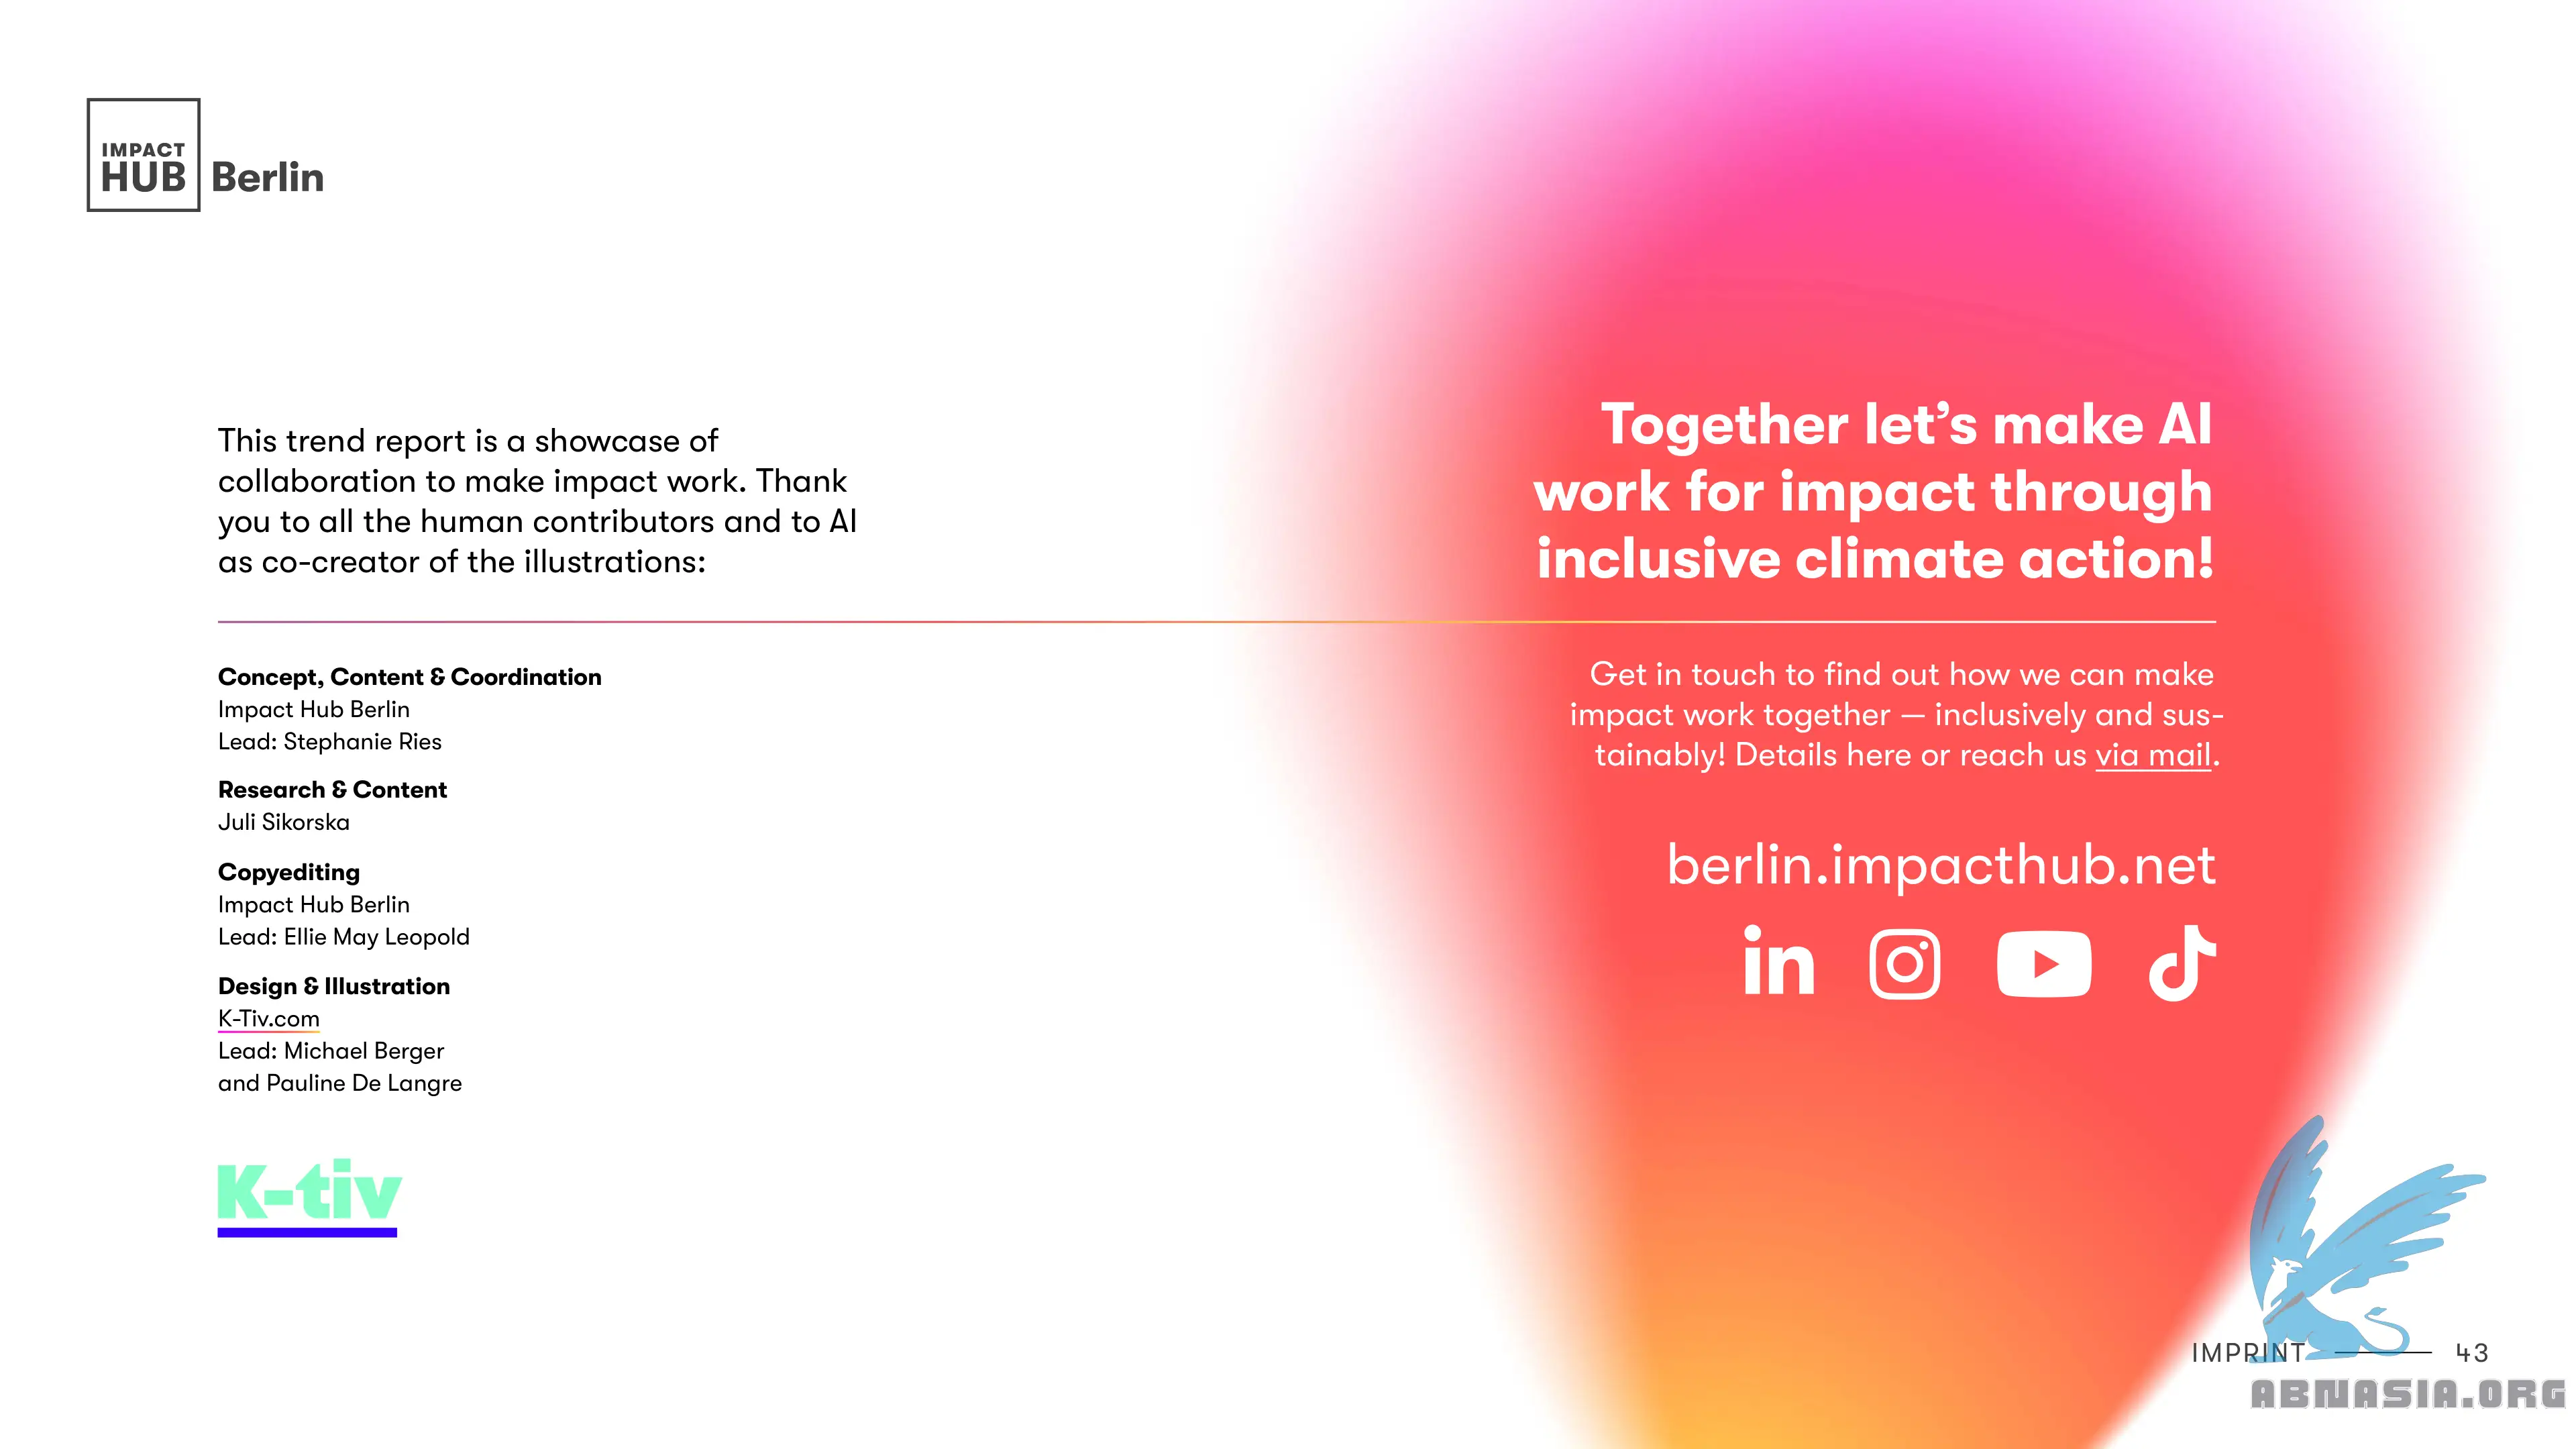 IMPACT
HUB Berlin
This trend report is a showcase of
collaboration to make impact work. Thank
you to all the human contributors and to AI
as co-creator of the illustrations:
Concept, Content & Coordination
Impact Hub Berlin
Lead: Stephanie Ries
Research & Content
Juli Sikorska
Copyediting
Impact Hub Berlin
Lead: Ellie May Leopold
Design & Illustration
K-Tiv.com
Lead: Michael Berger
and Pauline De Langre
K-tiv
Together let’s make AI
work for impact through
inclusive climate action!
Get in touch to find out how we can make
impact work together — inclusively and sus-
tainably! Details here or reach us via mail.
berlin.impacthub.net
in
IMPRINT 43
ABNASIA.ORG